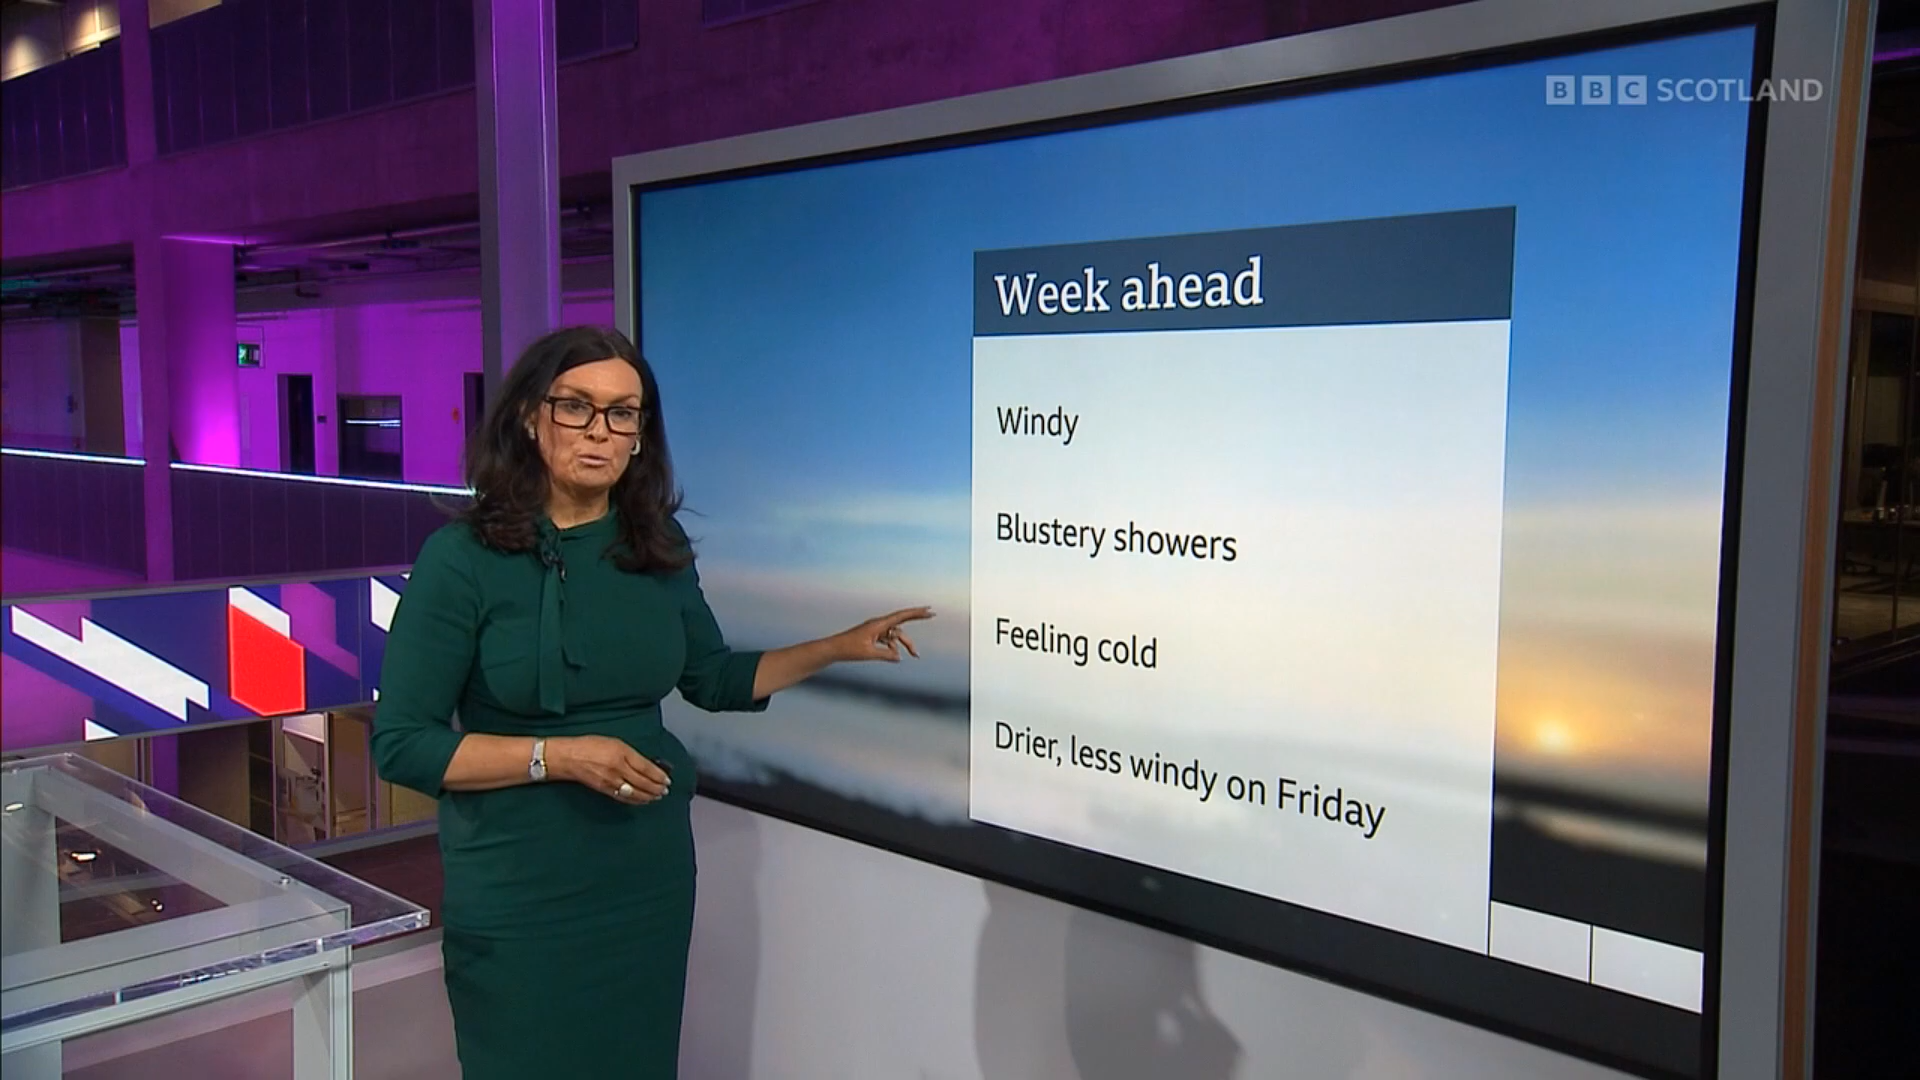 BBC SCOTLAND
Week ahead
Windy
Blustery showers
Feeling cold
Drier, less windy on Friday